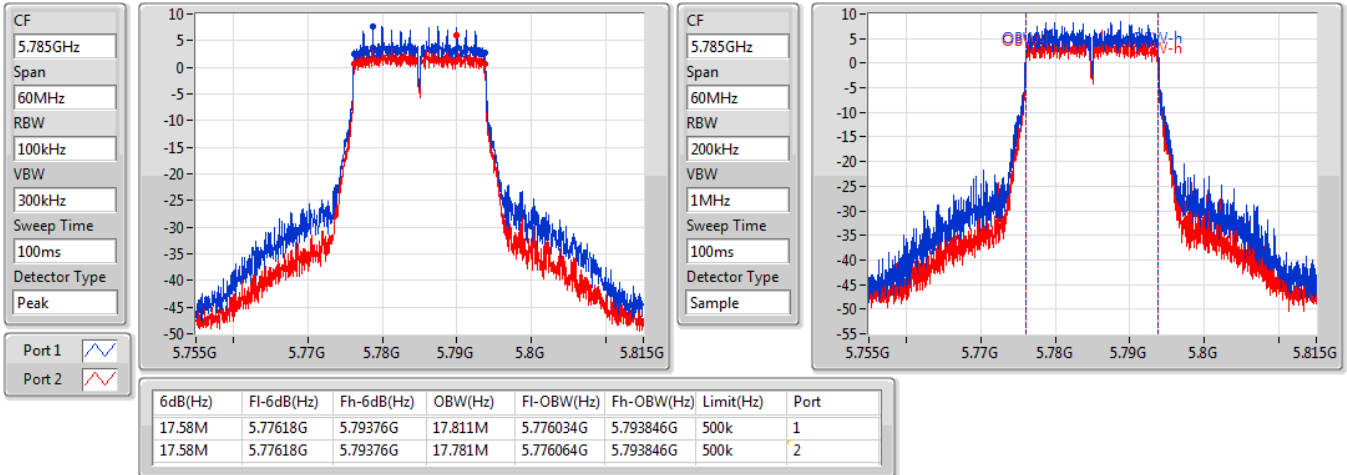 CF
5.785GHz
Span
60MHz
RBW
100kHz
VBW
300kHz
Sweep Time
100ms
Detector Type
Peak
Port 1
Port 2
10
5
0
-5
-10
-15
-20
-25
-30
-35
-40
-45
-50
5.755G 5.77G 5.78G 5.79G 5.8G 5.815G
CF
5.785GHz
Span
60MHz
RBW
200kHz
VBW
1MHz
Sweep Time
100ms
Detector Type
Sample
10
5
0
-5
-10
-15
-20
-25
-30
-35
-40
-45
-50
-55
5.755G 5.77G 5.78G 5.79G 5.8G 5.815G
6dB(Hz) Fl-6dB(Hz) Fh-6dB(Hz) OBW(Hz) Fl-OBW(Hz) Fh-OBW(Hz) Limit(Hz) Port
17.58M 5.77618G 5.79376G 17.811M 5.776034G 5.793846G 500k 1
17.58M 5.77618G 5.79376G 17.781M 5.776064G 5.793846G 500k 2